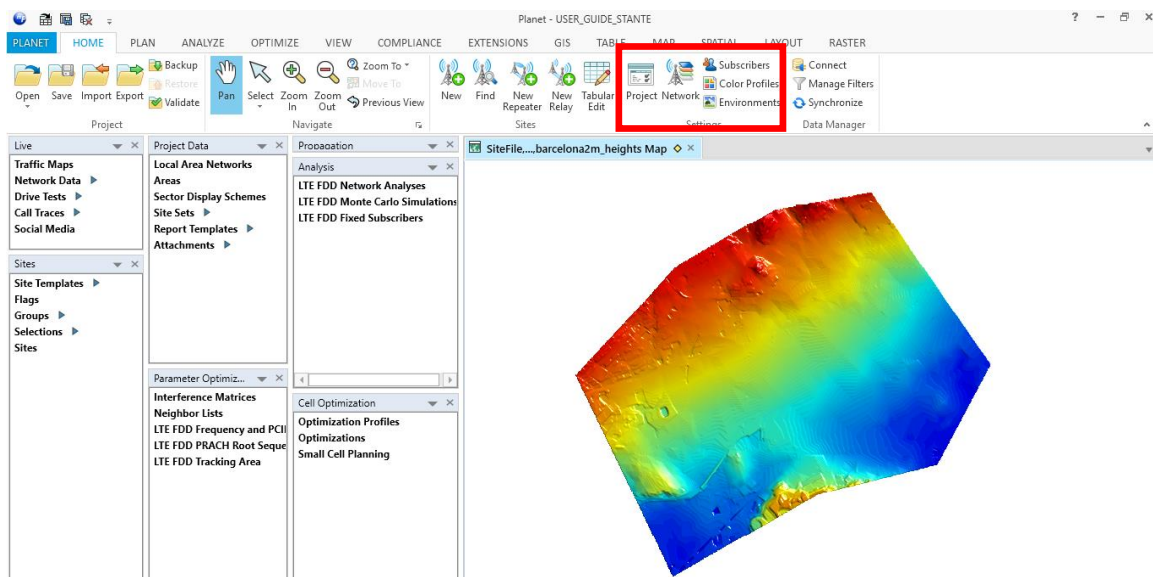 Planet - USER_GUIDE_STANTE
PLANET HOME PLAN ANALYZE OPTIMIZE VIEW COMPLIANCE EXTENSIONS GIS TABLE MAP SPATIAL LAYOUT RASTER
Open
Save
Import
Export
Backup
Restore
Validate
Project
Pan
Select
Zoom In
Zoom Out
Zoom To
Move To
Previous View
Navigate
New
Find
New Repeater
New Relay
Tabular Edit
Sites
Project
Network
Subscribers
Color Profiles
Environments
Settings
Connect
Manage Filters
Synchronize
Data Manager
Live
Traffic Maps
Network Data
Drive Tests
Call Traces
Social Media
Sites
Site Templates
Flags
Groups
Selections
Sites
Project Data
Local Area Networks
Areas
Sector Display Schemes
Site Sets
Report Templates
Attachments
Parameter Optimiz...
Interference Matrices
Neighbor Lists
LTE FDD Frequency and PCI
LTE FDD PRACH Root Seque
LTE FDD Tracking Area
Propagation
Analysis
LTE FDD Network Analyses
LTE FDD Monte Carlo Simulations
LTE FDD Fixed Subscribers
Cell Optimization
Optimization Profiles
Optimizations
Small Cell Planning
SiteFile,...,barcelona2m_heights Map